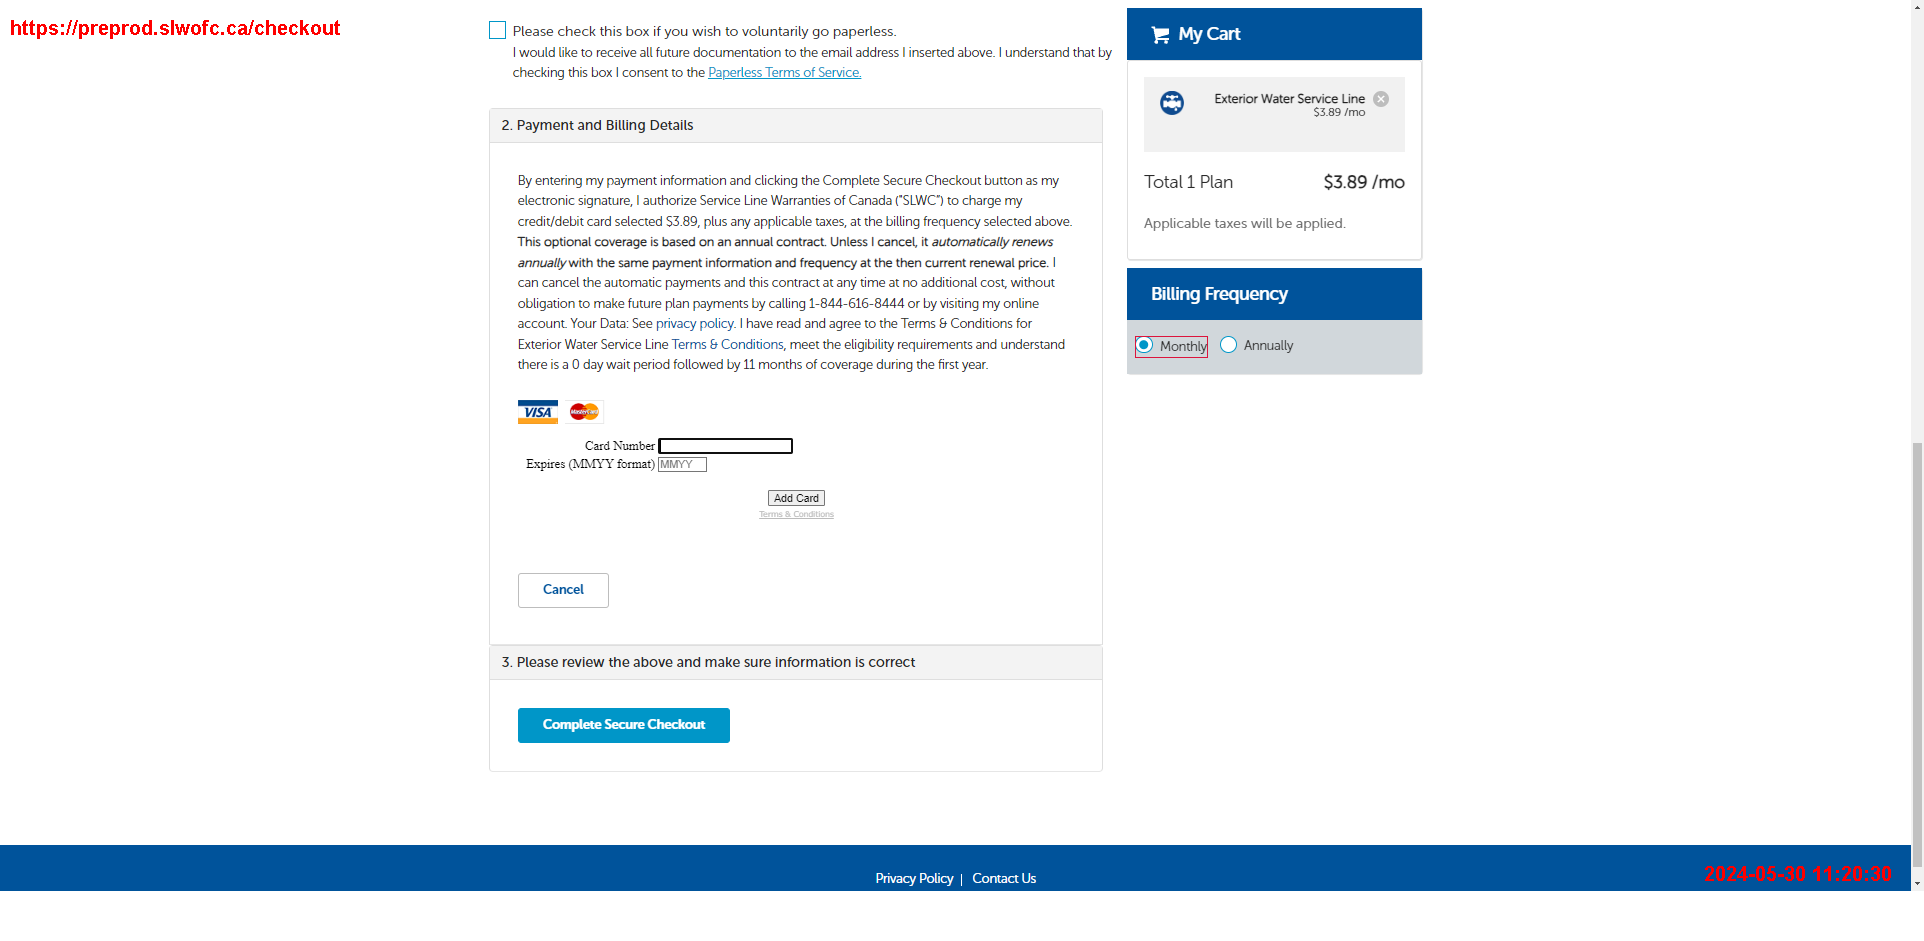 https://preprod.slwofc.ca/checkout
Please check this box if you wish to voluntarily go paperless.
I would like to receive all future documentation to the email address I inserted above. I understand that by
checking this box I consent to the Paperless Terms of Service.
2. Payment and Billing Details
By entering my payment information and clicking the Complete Secure Checkout button as my
electronic signature, I authorize Service Line Warranties of Canada ("SLWC") to charge my
credit/debit card selected $3.89, plus any applicable taxes, at the billing frequency selected above.
This optional coverage is based on an annual contract. Unless I cancel, it automatically renews
annually with the same payment information and frequency at the then current renewal price. I
can cancel the automatic payments and this contract at any time at no additional cost, without
obligation to make future plan payments by calling 1-844-616-8444 or by visiting my online
account. Your Data: See privacy policy. I have read and agree to the Terms & Conditions for
Exterior Water Service Line Terms & Conditions, meet the eligibility requirements and understand
there is a 0 day wait period followed by 11 months of coverage during the first year.
VISA MasterCard
Card Number
Expires (MMYY format) MMYY
Add Card
Terms & Conditions
Cancel
3. Please review the above and make sure information is correct
Complete Secure Checkout
My Cart
Exterior Water Service Line
$3.89 /mo
Total 1 Plan $3.89 /mo
Applicable taxes will be applied.
Billing Frequency
Monthly Annually
Privacy Policy | Contact Us
2024-05-30 11:20:30